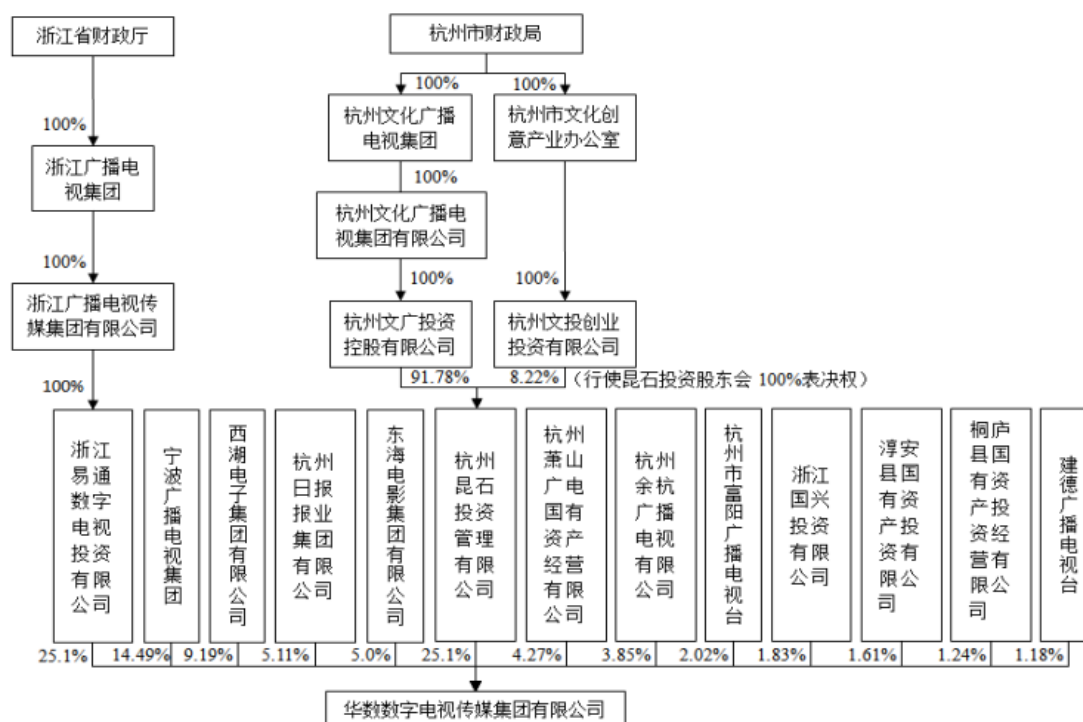 浙江省财政厅
杭州市财政局
100%
100%
100%
杭州文化广播
电视集团
杭州市文化创
意产业办公室
浙江广播电
视集团
100%
杭州文化广播电
视集团有限公司
100%
100%
100%
浙江广播电视传
媒集团有限公司
杭州文广投资
控股有限公司
杭州文投创业
投资有限公司
100%
91.78%
8.22%
（行使昆石投资股东会 100%表决权）
浙江
易通
数字
电视
投资
有限
公司
宁波广播电视集团
西湖电子集团有限公司
杭州
日报
报业
集团
有限
公司
东海电影集团有限公司
杭州
昆石
投资
管理
有限
公司
杭州
萧山
广电
国有
资产
经营
有限
公司
杭州
余杭
广播
电视
有限
公司
杭州市富阳广播电视台
浙江
国兴
投资
有限
公司
淳安
县国
有资
产投
资有
限公
司
桐庐
县国
有资
产投
资经
营有
限公
司
建德广播电视台
25.1%
14.49%
9.19%
5.11%
5.0%
25.1%
4.27%
3.85%
2.02%
1.83%
1.61%
1.24%
1.18%
华数数字电视传媒集团有限公司